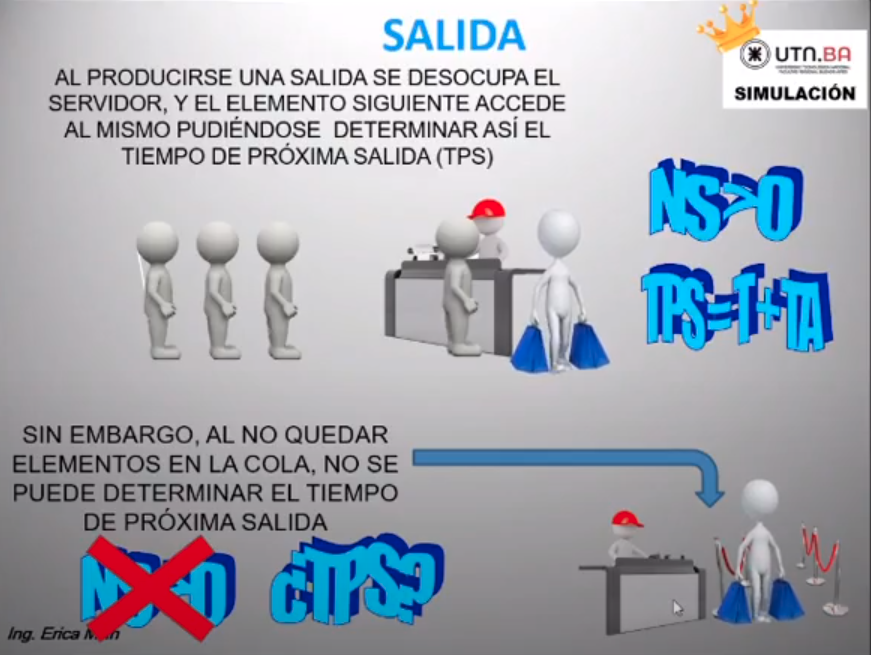 SALIDA
UTN.BA
SIMULACIÓN
AL PRODUCIRSE UNA SALIDA SE DESOCUPA EL
SERVIDOR, Y EL ELEMENTO SIGUIENTE ACCEDE
AL MISMO PUDIÉNDOSE DETERMINAR ASÍ EL
TIEMPO DE PRÓXIMA SALIDA (TPS)
NS>0
TPS=T+TA
SIN EMBARGO, AL NO QUEDAR
ELEMENTOS EN LA COLA, NO SE
PUEDE DETERMINAR EL TIEMPO
DE PRÓXIMA SALIDA
NS>0
¿TPS?
Ing. Erica